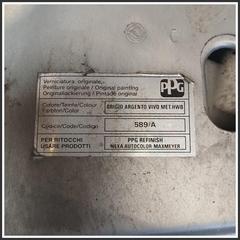 Verniciatura originale
PPG
Peinture originale / Original painting
Originallackierung / Pintado original
Colore/Teinte/Colour
Farbton/Color
GRIGIO ARGENTO VIVO MET.HWB
Codice/Code/Codigo
589/A
PER RITOCCHI
USARE PRODOTTI
PPG REFINISH
NEXA AUTOCOLOR MAXMEYER